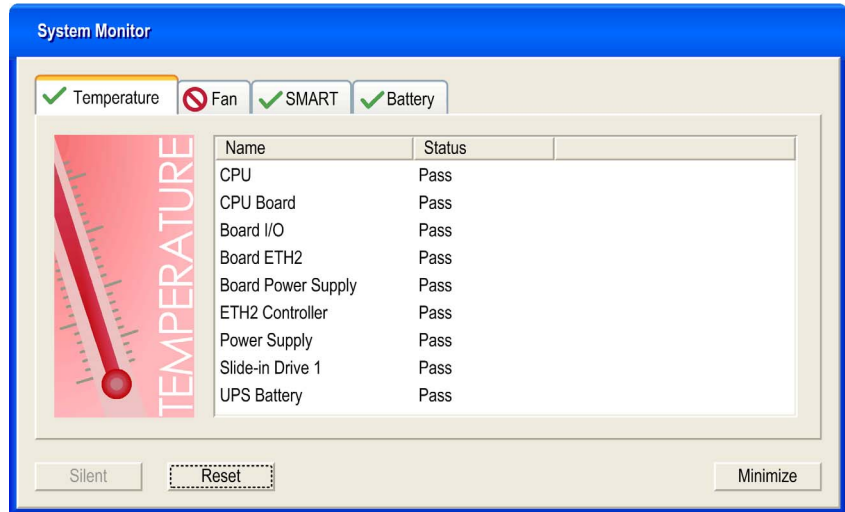 System Monitor
Temperature Fan SMART Battery
TEMPERATURE
Name Status
CPU Pass
CPU Board Pass
Board I/O Pass
Board ETH2 Pass
Board Power Supply Pass
ETH2 Controller Pass
Power Supply Pass
Slide-in Drive 1 Pass
UPS Battery Pass
Silent Reset Minimize